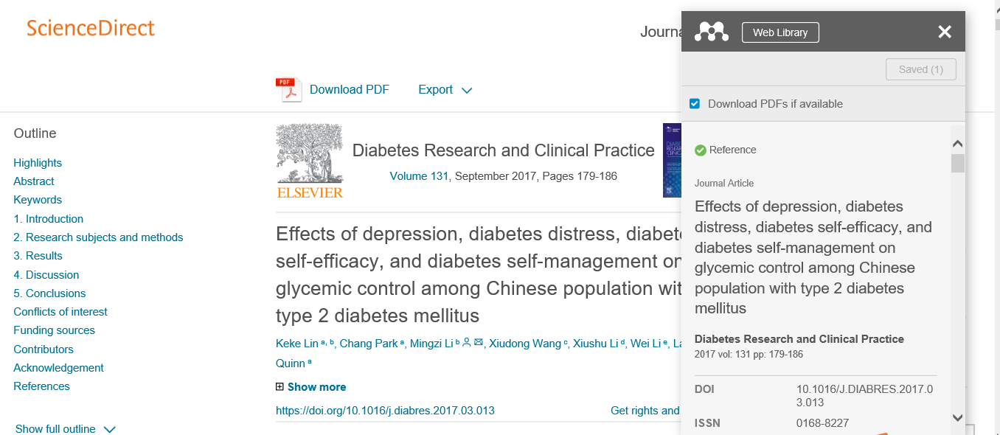 ScienceDirect
Journa
Download PDF
Export
Outline
Highlights
Abstract
Keywords
1. Introduction
2. Research subjects and methods
3. Results
4. Discussion
5. Conclusions
Conflicts of interest
Funding sources
Contributors
Acknowledgement
References
Show full outline
PDF
ELSEVIER
Diabetes Research and Clinical Practice
Volume 131, September 2017, Pages 179-186
Effects of depression, diabetes distress, diabete
self-efficacy, and diabetes self-management on
glycemic control among Chinese population wit
type 2 diabetes mellitus
Keke Lin a, b, Chang Park a, Mingzi Li b, Xiudong Wang c, Xiushu Li d, Wei Li e, La
Quinn a
Show more
https://doi.org/10.1016/j.diabres.2017.03.013
Get rights and
Web Library
Saved (1)
Download PDFs if available
Reference
Journal Article
Effects of depression, diabetes
distress, diabetes self-efficacy, and
diabetes self-management on
glycemic control among Chinese
population with type 2 diabetes
mellitus
Diabetes Research and Clinical Practice
2017 vol: 131 pp: 179-186
DOI
10.1016/J.DIABRES.2017.0
3.013
ISSN
0168-8227